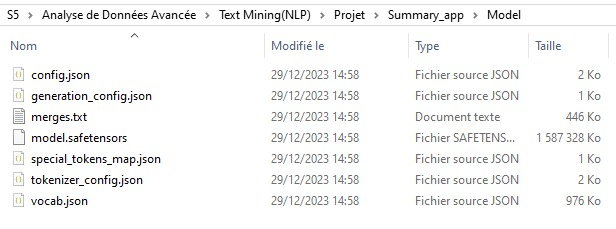 S5 > Analyse de Données Avancée > Text Mining(NLP) > Projet > Summary_app > Model
Nom Modifié le Type Taille
config.json 29/12/2023 14:58 Fichier source JSON 2 Ko
generation_config.json 29/12/2023 14:58 Fichier source JSON 1 Ko
merges.txt 29/12/2023 14:58 Document texte 446 Ko
model.safetensors 29/12/2023 14:58 Fichier SAFETENS... 1 587 328 Ko
special_tokens_map.json 29/12/2023 14:58 Fichier source JSON 1 Ko
tokenizer_config.json 29/12/2023 14:58 Fichier source JSON 2 Ko
vocab.json 29/12/2023 14:58 Fichier source JSON 976 Ko